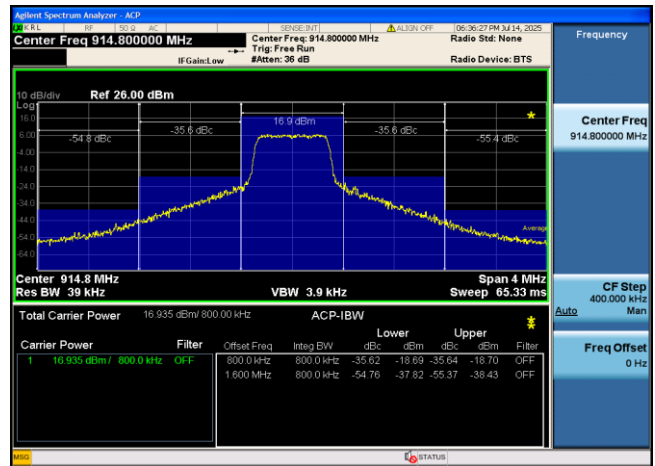 Agilent Spectrum Analyzer - ACP
RL RF 50 Ω AC SENSE:INT ALIGN OFF 06:36:27 PM Jul 14, 2025
Center Freq 914.800000 MHz
Center Freq: 914.800000 MHz
Radio Std: None
Trig: Free Run
IFGain:Low #Atten: 36 dB Radio Device: BTS
Frequency
10 dB/div Ref 26.00 dBm
Log
16.0
6.00
-4.00
-14.0
-24.0
-34.0
-44.0
-54.0
-64.0
-54.8 dBc
-35.6 dBc
16.9 dBm
-35.6 dBc
-55.4 dBc
Average
Center 914.8 MHz Span 4 MHz
Res BW 39 kHz VBW 3.9 kHz Sweep 65.33 ms
Total Carrier Power 16.935 dBm/ 800.00 kHz ACP-IBW
Lower Upper
Carrier Power Filter Offset Freq Integ BW dBc dBm dBc dBm Filter
1 16.935 dBm / 800.0 kHz OFF 800.0 kHz 800.0 kHz -35.62 -18.69 -35.64 -18.70 OFF
1.600 MHz 800.0 kHz -54.76 -37.82 -55.37 -38.43 OFF
Center Freq
914.800000 MHz
CF Step
400.000 kHz
Auto Man
Freq Offset
0 Hz
MSG STATUS